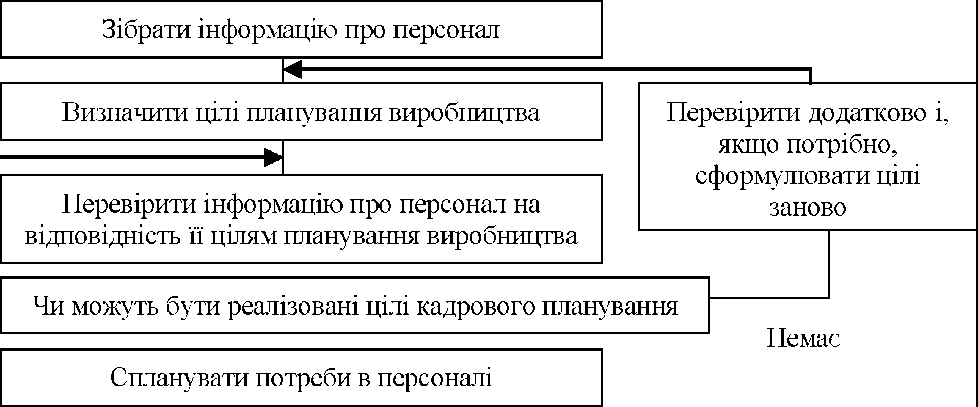 Зібрати інформацію про персонал
Визначити цілі планування виробництва
Перевірити додатково і,
якщо потрібно,
сформулювати цілі
заново
Перевірити інформацію про персонал на
відповідність її цілям планування виробництва
Чи можуть бути реалізовані цілі кадрового планування
Немає
Спланувати потреби в персоналі